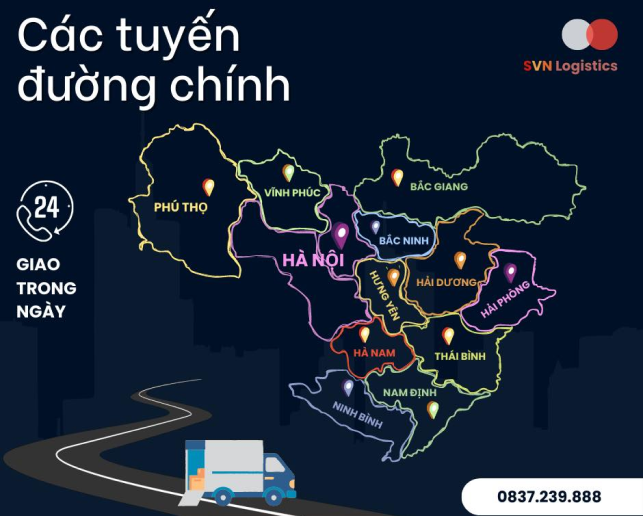 Các tuyến
đường chính
SVN Logistics
24
GIAO
TRONG
NGÀY
PHÚ THỌ
VĨNH PHÚC
BẮC GIANG
BẮC NINH
HÀ NÔI
HƯNG YÊN
HẢI DƯƠNG
HẢI PHÒNG
HÀ NAM
THÁI BÌNH
NAM ĐỊNH
NINH BÌNH
0837.239.888